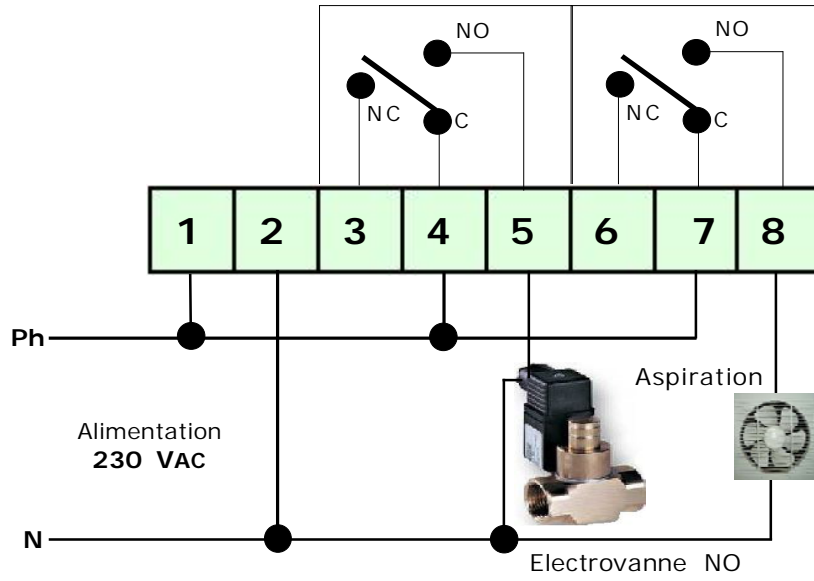 NO
NO
NC
C
NC
C
1 2 3 4 5 6 7 8
Ph
Aspiration
Alimentation
230 VAC
N
Electrovanne NO